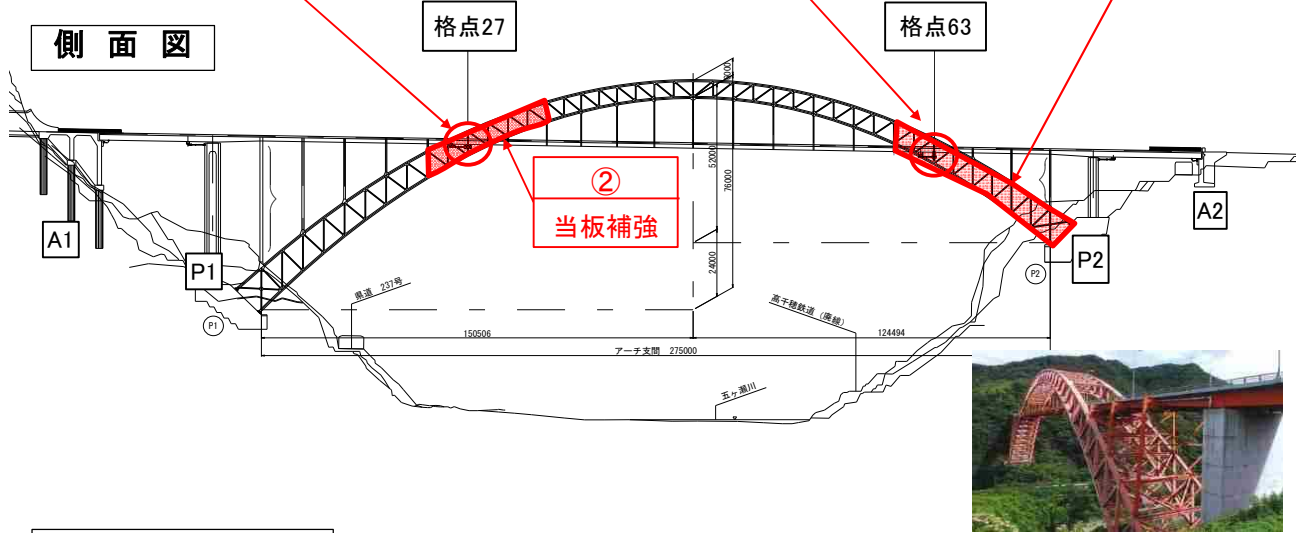 側面図
格点27
格点63
②
当板補強
A1
P1
A2
P2
P1
P2
52000
76000
24000
県道 237号
高千穂鉄道（廃線）
五ヶ瀬川
150506
124494
アーチ支間 275000